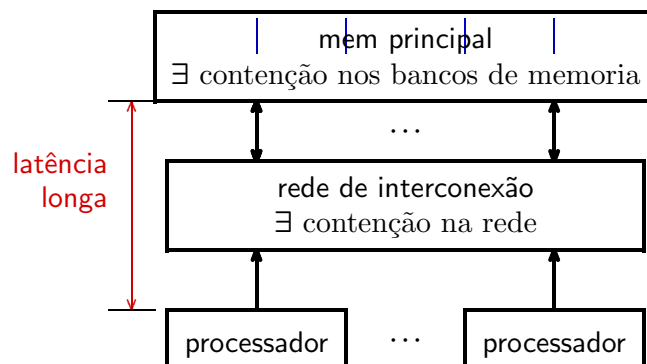 mem principal
∃ contenção nos bancos de memoria
...
latência
longa
rede de interconexão
∃ contenção na rede
processador ... processador